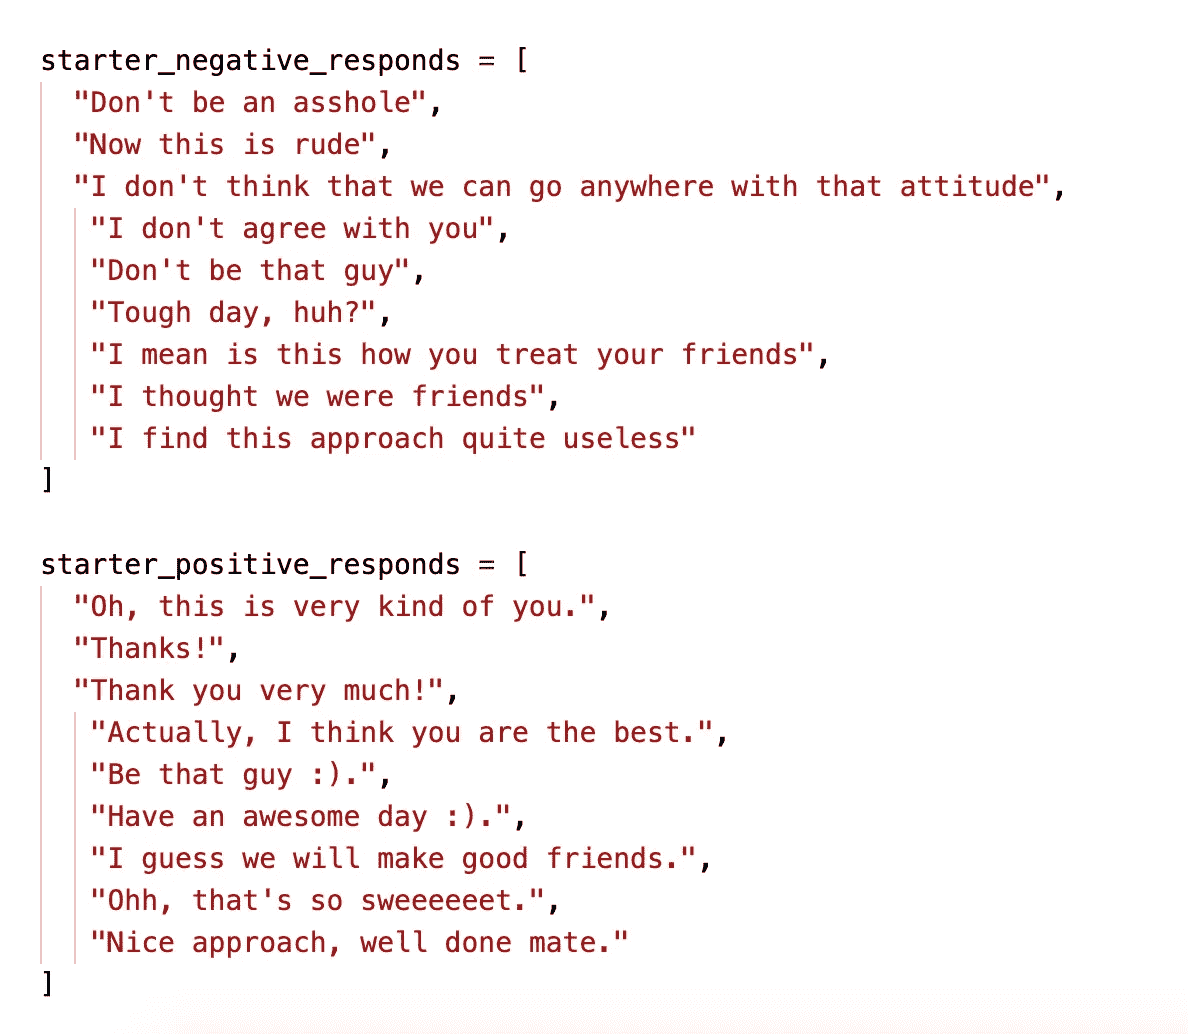 starter_negative_responds = [
"Don't be an asshole",
"Now this is rude",
"I don't think that we can go anywhere with that attitude",
"I don't agree with you",
"Don't be that guy",
"Tough day, huh?",
"I mean is this how you treat your friends",
"I thought we were friends",
"I find this approach quite useless"
]
starter_positive_responds = [
"Oh, this is very kind of you.",
"Thanks!",
"Thank you very much!",
"Actually, I think you are the best.",
"Be that guy :).",
"Have an awesome day :).",
"I guess we will make good friends.",
"Ohh, that's so sweeeeeet.",
"Nice approach, well done mate."
]